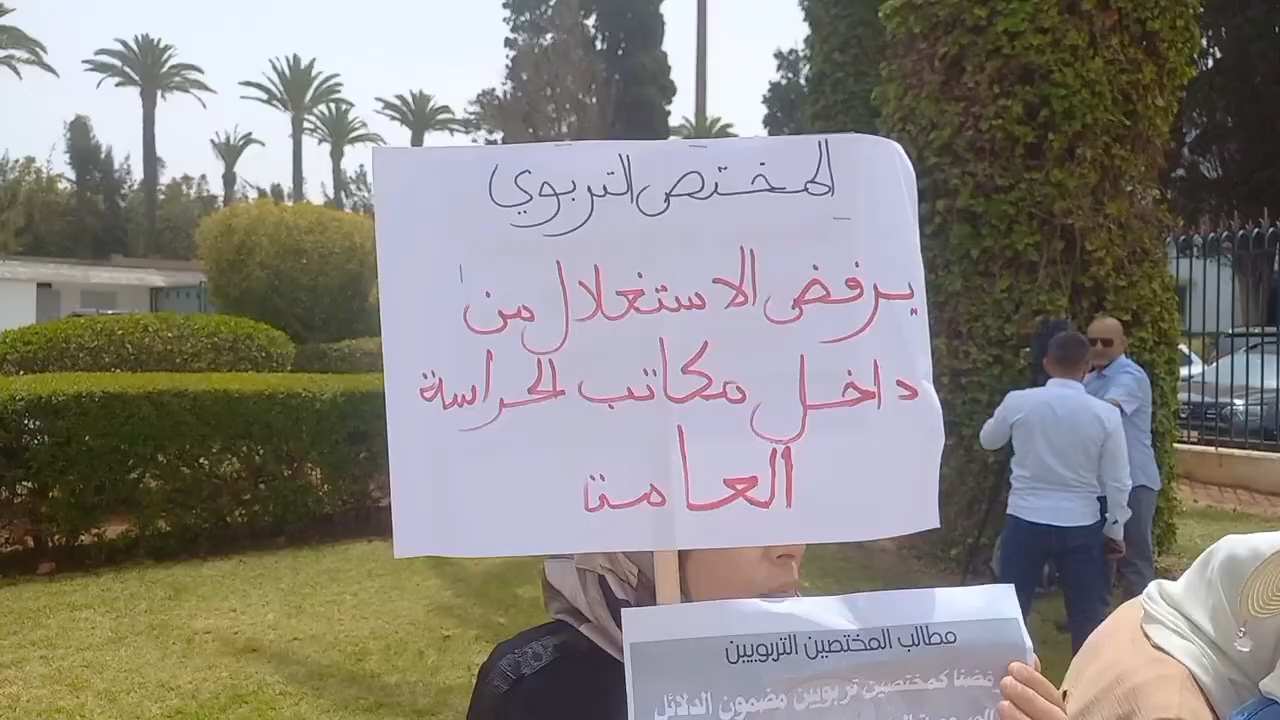 المختص التربوي
يرفض الاستغلال من
داخل مكاتب الحراسة
العامة
مطالب المختصين التربويين
كمختصين تربويين مضمون الدلائل